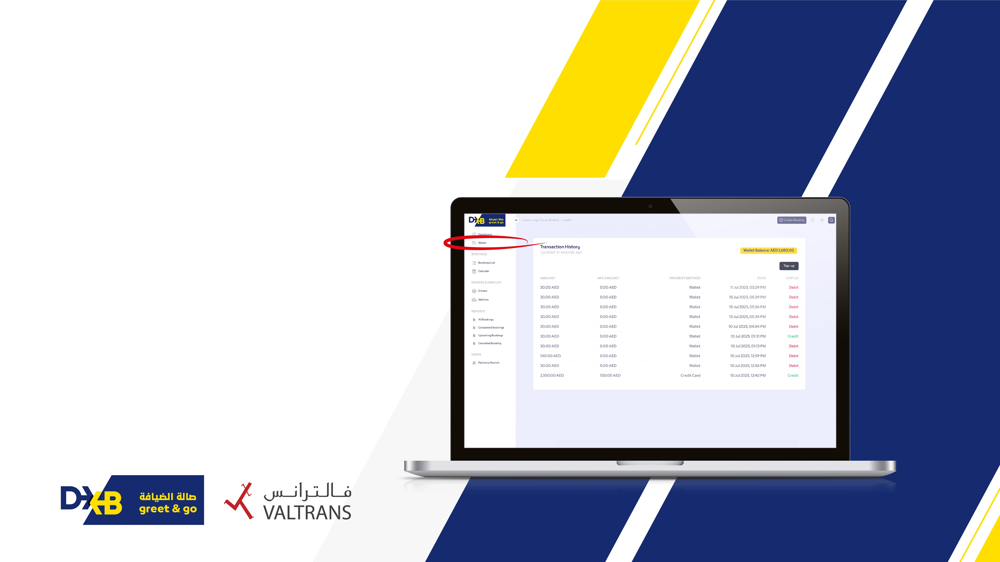 DXB صالة الضيافة
greet & go
Create Large Group Booking - create
Create Booking
G
Dashboard
Wallet
BOOKINGS
Bookings List
Calendar
DRIVERS & VEHICLES
Drivers
Vehicles
REPORTS
All Bookings
Completed Bookings
Upcoming Bookings
Cancelled Booking
USERS
Partners/Branch
Transaction History
Updated 41 seconds ago
Wallet Balance: AED 1,680.00
Top-up
AMOUNT VAT AMOUNT PAYMENT METHOD DATE STATUS
30.00 AED 0.00 AED Wallet 11 Jul 2025, 03:29 PM Debit
30.00 AED 0.00 AED Wallet 10 Jul 2025, 05:39 PM Debit
30.00 AED 0.00 AED Wallet 10 Jul 2025, 05:36 PM Debit
30.00 AED 0.00 AED Wallet 10 Jul 2025, 05:34 PM Debit
30.00 AED 0.00 AED Wallet 10 Jul 2025, 04:54 PM Debit
30.00 AED 0.00 AED Wallet 10 Jul 2025, 01:31 PM Credit
30.00 AED 0.00 AED Wallet 10 Jul 2025, 01:13 PM Debit
140.00 AED 0.00 AED Wallet 10 Jul 2025, 12:59 PM Debit
30.00 AED 0.00 AED Wallet 10 Jul 2025, 12:56 PM Debit
2,100.00 AED 100.00 AED Credit Card 10 Jul 2025, 12:42 PM Credit
DXB صالة الضيافة
greet & go
فالترانس
VALTRANS